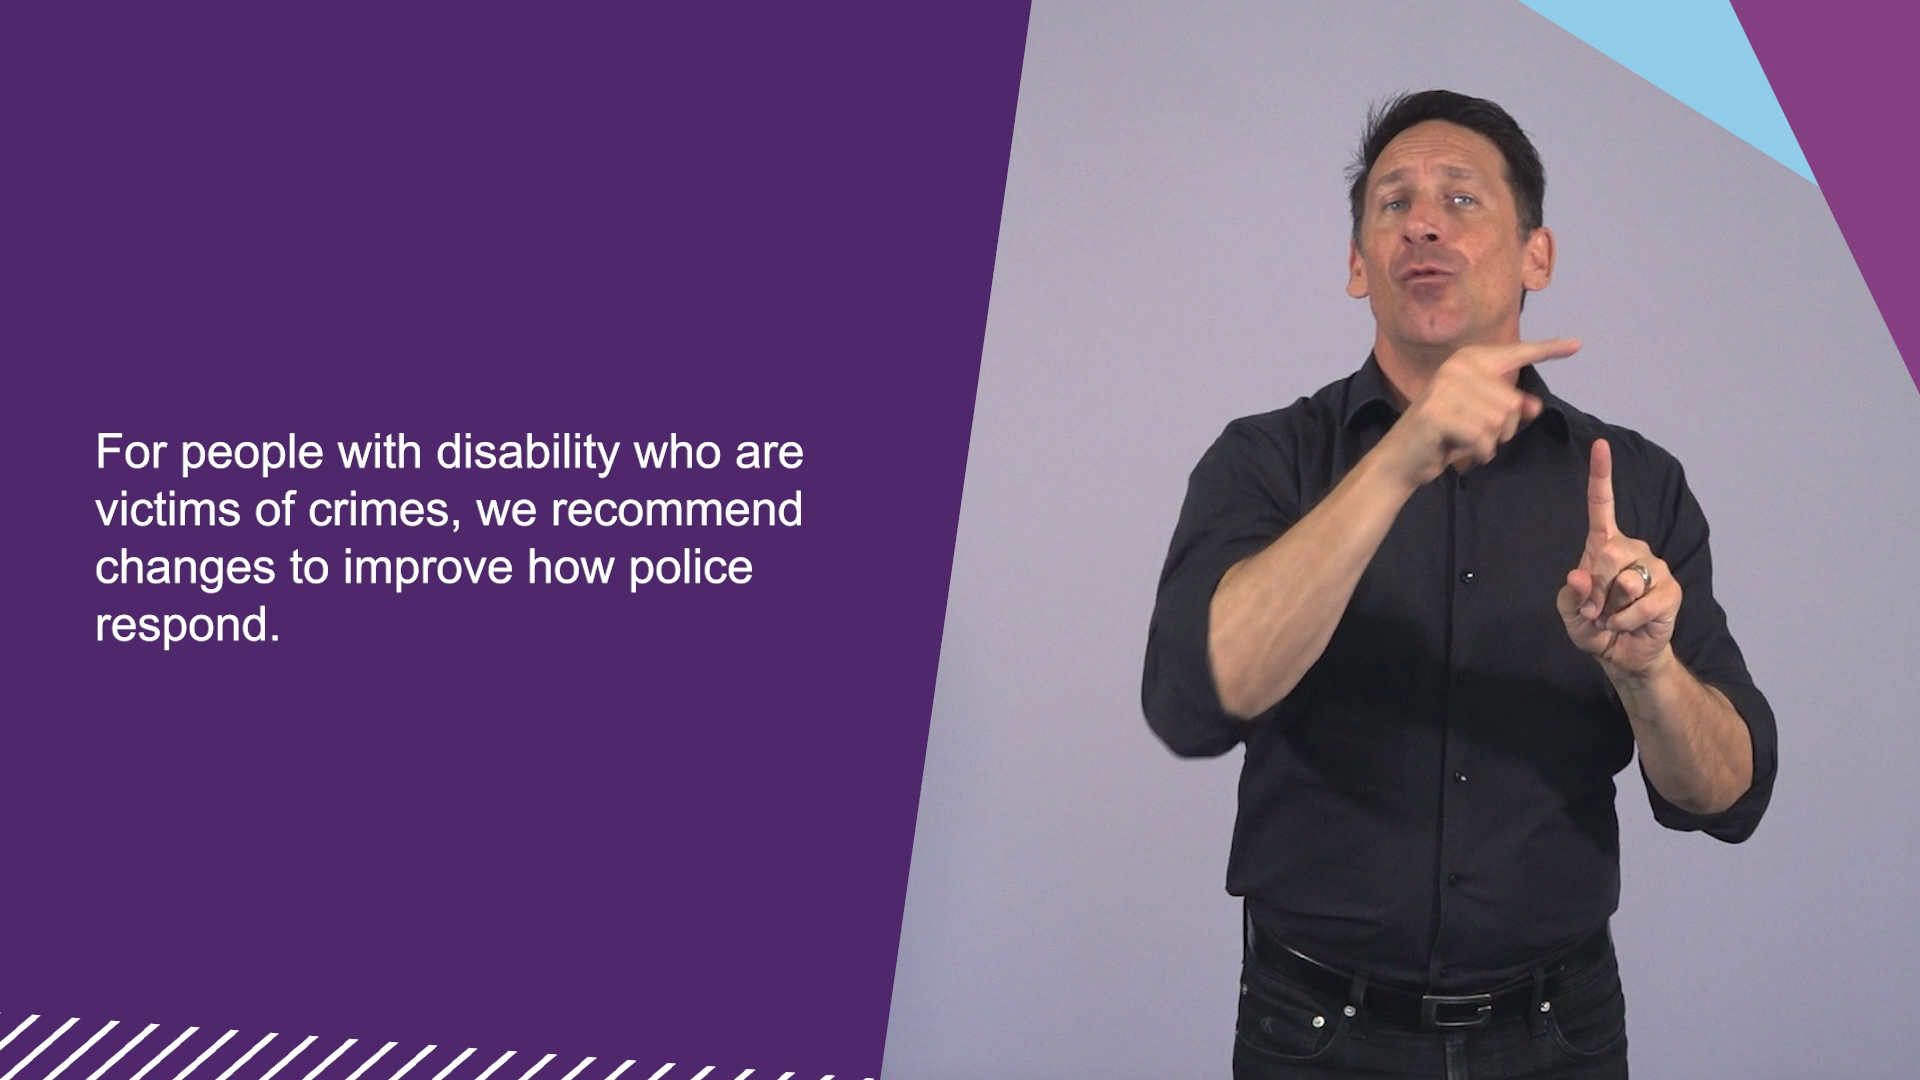 For people with disability who are
victims of crimes, we recommend
changes to improve how police
respond.